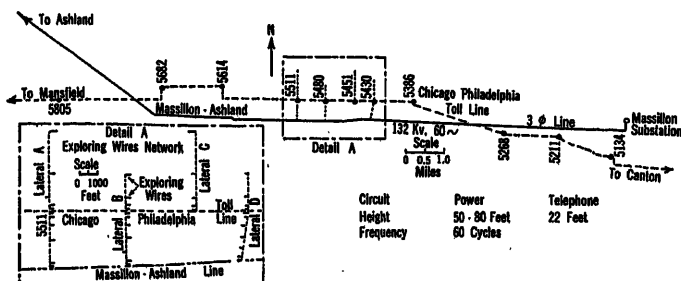 To Ashland
N
5682
5614
5511
5480
5451
5430
5386
To Mansfield
5805
Massillon - Ashland
Chicago Philadelphia
Toll Line
3 Φ Line
Massillon
Substation
132 Kv, 60 ~
Scale
0 0.5 1.0
Miles
5268
5211
5134
To Canton
Detail A
Detail A
Exploring Wires Network
Lateral A
Scale
0 1000
Feet
Lateral C
Exploring
Wires
Lateral B
Lateral D
5511
Chicago Philadelphia Toll
Line
Massillon - Ashland Line
Circuit Power Telephone
Height 50 - 80 Feet 22 Feet
Frequency 60 Cycles